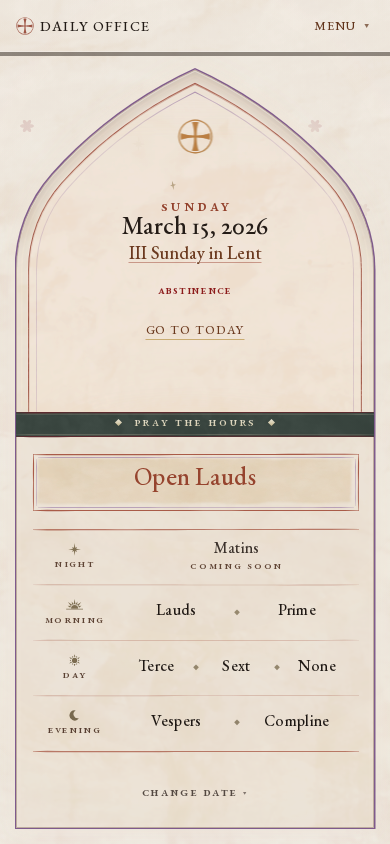 DAILY OFFICE
MENU
SUNDAY
March 15, 2026
III Sunday in Lent
ABSTINENCE
GO TO TODAY
PRAY THE HOURS
Open Lauds
NIGHT
Matins
COMING SOON
MORNING
Lauds
Prime
DAY
Terce
Sext
None
EVENING
Vespers
Compline
CHANGE DATE